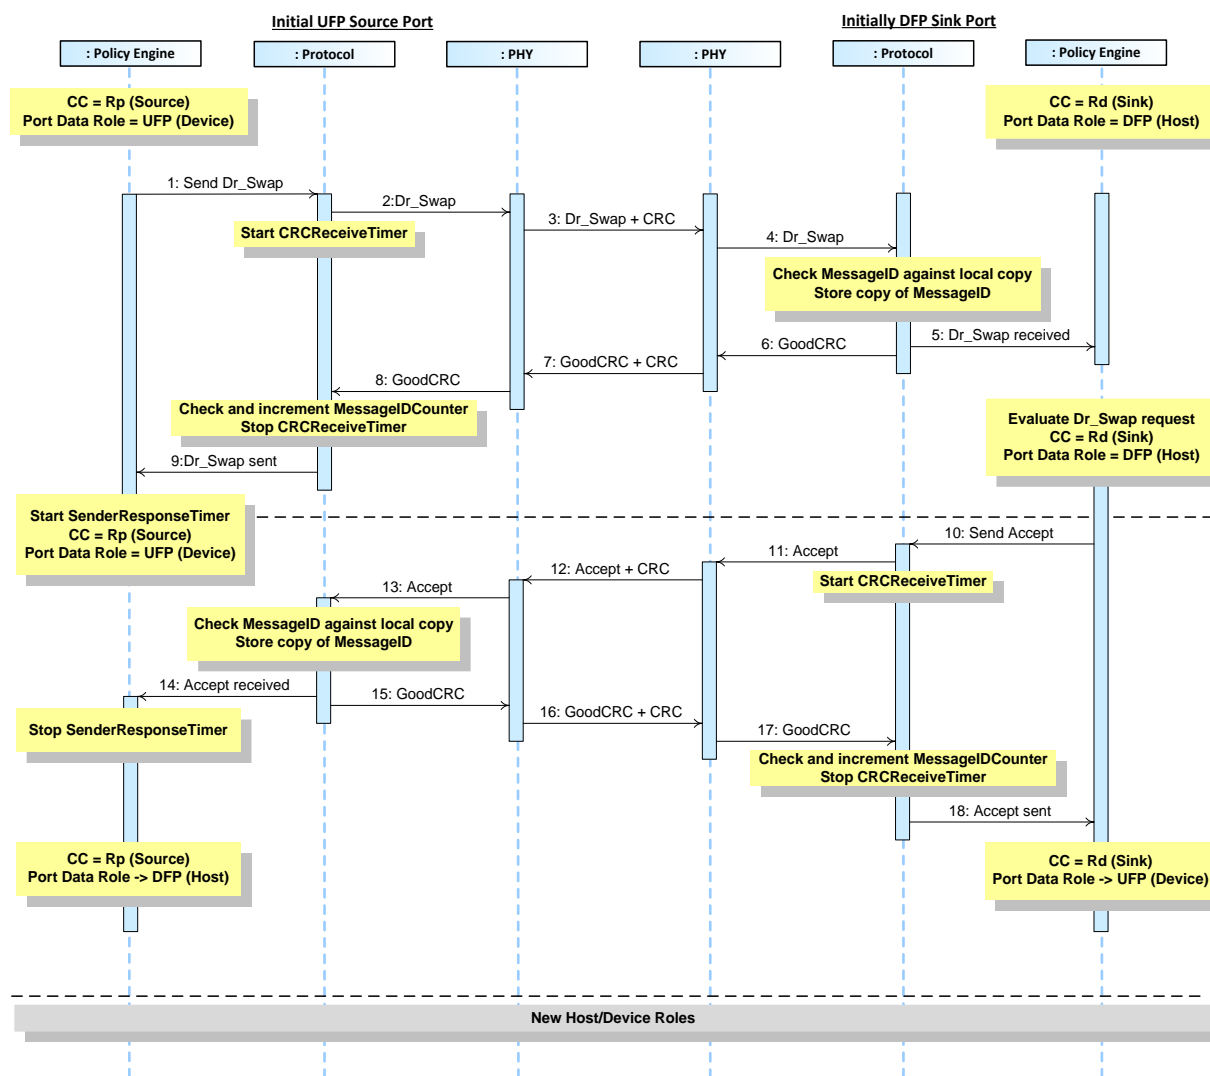 Initial UFP Source Port
Initially DFP Sink Port
: Policy Engine
: Protocol
: PHY
: PHY
: Protocol
: Policy Engine
CC = Rp (Source)
Port Data Role = UFP (Device)
CC = Rd (Sink)
Port Data Role = DFP (Host)
1: Send Dr_Swap
2:Dr_Swap
Start CRCReceiveTimer
3: Dr_Swap + CRC
4: Dr_Swap
Check MessageID against local copy
Store copy of MessageID
5: Dr_Swap received
6: GoodCRC
7: GoodCRC + CRC
8: GoodCRC
Check and increment MessageIDCounter
Stop CRCReceiveTimer
Evaluate Dr_Swap request
CC = Rd (Sink)
Port Data Role = DFP (Host)
9:Dr_Swap sent
Start SenderResponseTimer
CC = Rp (Source)
Port Data Role = UFP (Device)
10: Send Accept
11: Accept
Start CRCReceiveTimer
12: Accept + CRC
13: Accept
Check MessageID against local copy
Store copy of MessageID
14: Accept received
15: GoodCRC
16: GoodCRC + CRC
Stop SenderResponseTimer
17: GoodCRC
Check and increment MessageIDCounter
Stop CRCReceiveTimer
18: Accept sent
CC = Rp (Source)
Port Data Role -> DFP (Host)
CC = Rd (Sink)
Port Data Role -> UFP (Device)
New Host/Device Roles